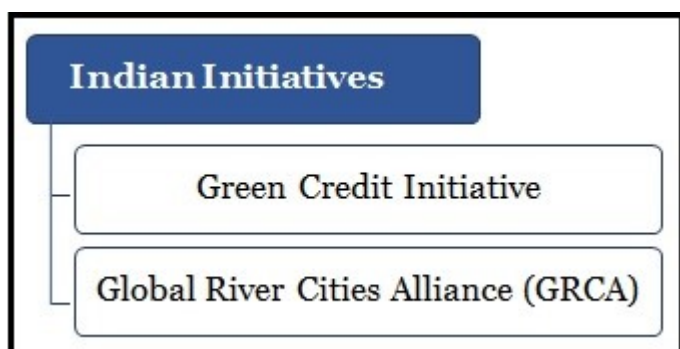 Indian Initiatives
Green Credit Initiative
Global River Cities Alliance (GRCA)